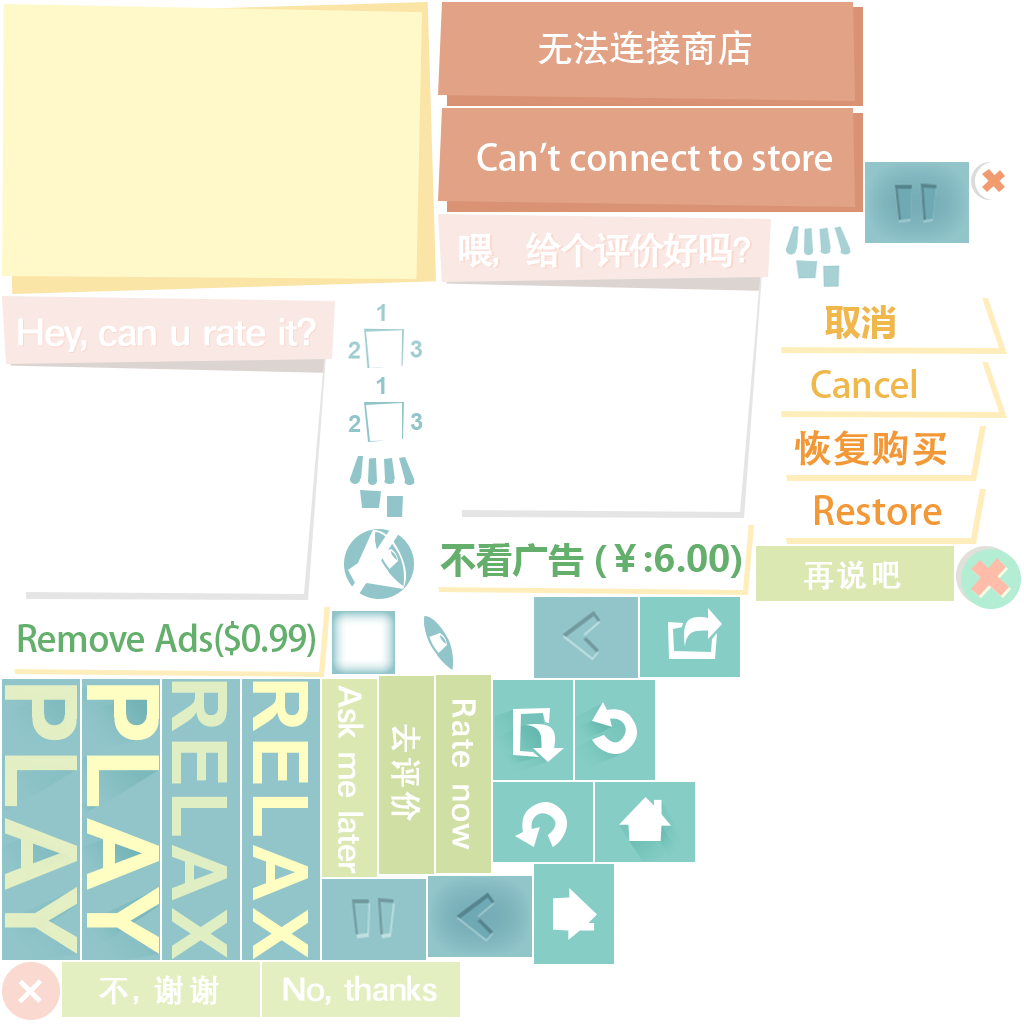 无法连接商店
Can't connect to store
喂, 给个评价好吗?
Hey, can u rate it?
1
2
3
1
2
3
取消
Cancel
恢复购买
Restore
不看广告 (￥:6.00)
再说吧
Remove Ads($0.99)
PLAY
PLAY
RELAX
RELAX
Ask me later
去评价
Rate now
不, 谢谢
No, thanks